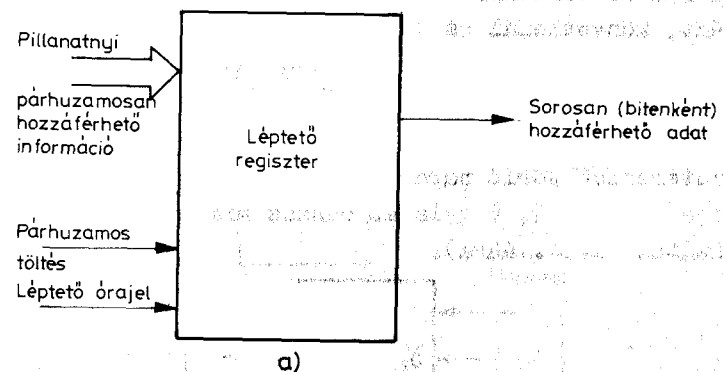 Pillanatnyi
párhuzamosan
hozzáférhető
információ
Léptető
regiszter
Sorosan (bitenként)
hozzáférhető adat
Párhuzamos
töltés
Léptető órajel
a)